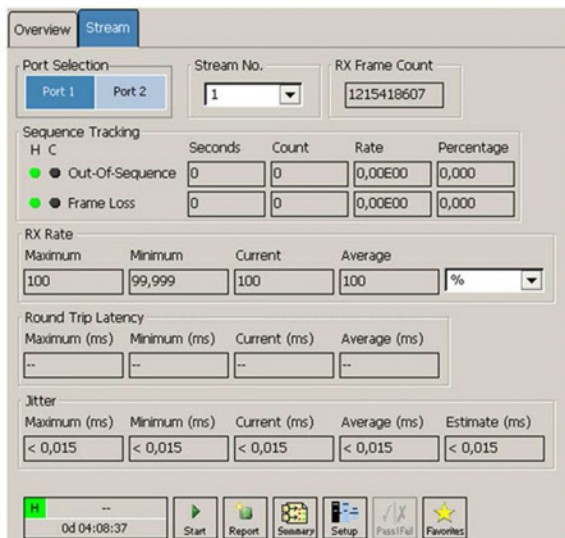 Overview Stream
Port Selection Stream No. RX Frame Count
Port 1 Port 2 1 1215418607
Sequence Tracking
H C Seconds Count Rate Percentage
Out-Of-Sequence 0 0 0,00E00 0,000
Frame Loss 0 0 0,00E00 0,000
RX Rate
Maximum Minimum Current Average
100 99,999 100 100 %
Round Trip Latency
Maximum (ms) Minimum (ms) Current (ms) Average (ms)
-- -- -- --
Jitter
Maximum (ms) Minimum (ms) Current (ms) Average (ms) Estimate (ms)
< 0,015 < 0,015 < 0,015 < 0,015 < 0,015
H --
0d 04:08:37
Start Report Summary Setup Pass!Fail Favorites